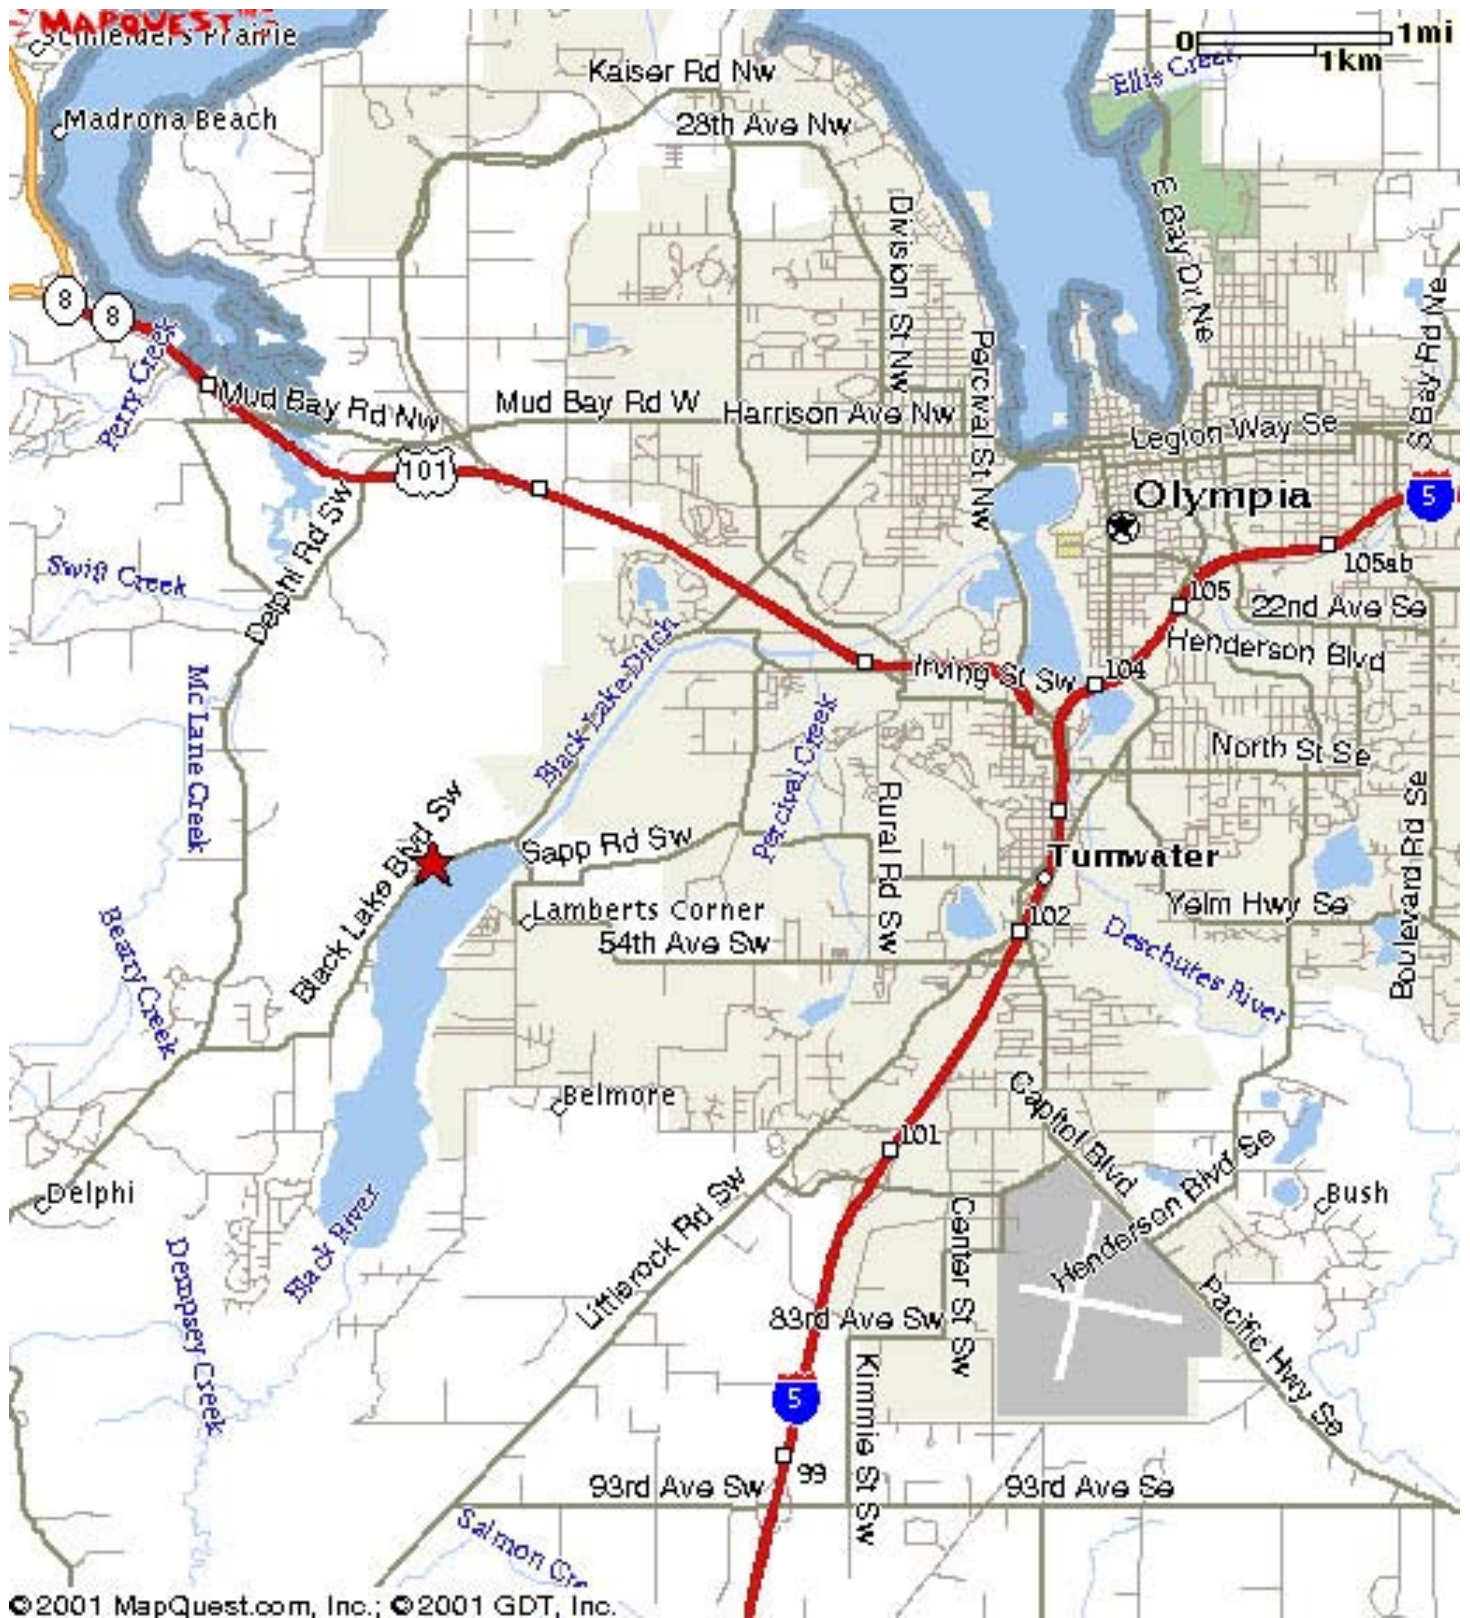 MAPQUEST
0 1mi
1km
Schneiders Prairie
Kaiser Rd Nw
Ellis Creek
Madrona Beach
28th Ave Nw
E Bay Dr Ne
Division St Nw
8
8
Perry Creek
Percival St Nw
S Bay Rd Ne
Mud Bay Rd Nw
Mud Bay Rd W
Harrison Ave Nw
Legion Way Se
101
5
Olympia
Delphi Rd Sw
105ab
Swift Creek
105
22nd Ave Se
Henderson Blvd
Mc Lane Creek
Black Lake Ditch
Irving St Sw
104
Percival Creek
North St Se
Black Lake Blvd Sw
Sapp Rd Sw
Rural Rd Sw
Tumwater
Boulevard Rd Se
Lamberts Corner
Yelm Hwy Se
54th Ave Sw
102
Deschutes River
Black Lake Blvd Sw
Beatty Creek
Belmore
Capitol Blvd
101
Delphi
Black River
Littlerock Rd Sw
Center St Sw
Henderson Blvd Se
Bush
Dempsey Creek
83rd Ave Sw
Pacific Hwy Se
5
Kimmie St Sw
99
93rd Ave Sw
93rd Ave Se
Salmon Cre
©2001 MapQuest.com, Inc.; ©2001 GDT, Inc.